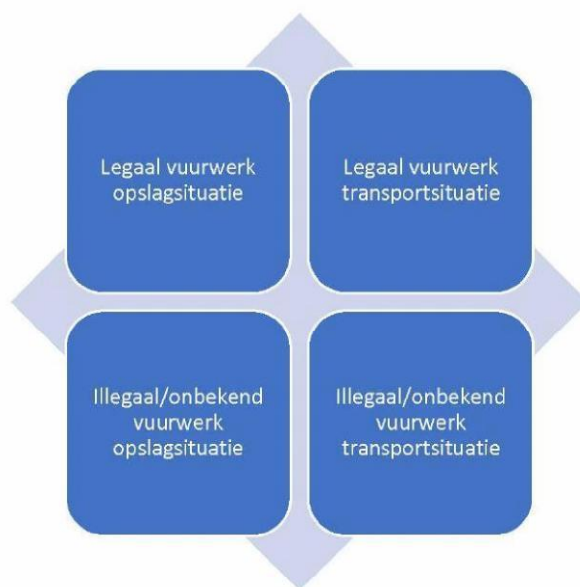 Legaal vuurwerk
opslagsituatie
Legaal vuurwerk
transportsituatie
Illegaal/onbekend
vuurwerk
opslagsituatie
Illegaal/onbekend
vuurwerk
transportsituatie